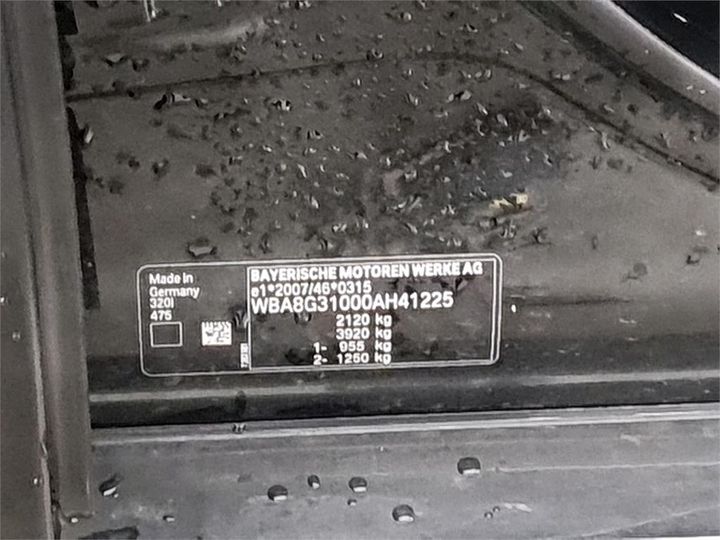 Made in
Germany
320i
475
BAYERISCHE MOTOREN WERKE AG
e1*2007/46*0315
WBA8G31000AH41225
2120 kg
3920 kg
1- 955 kg
2- 1250 kg